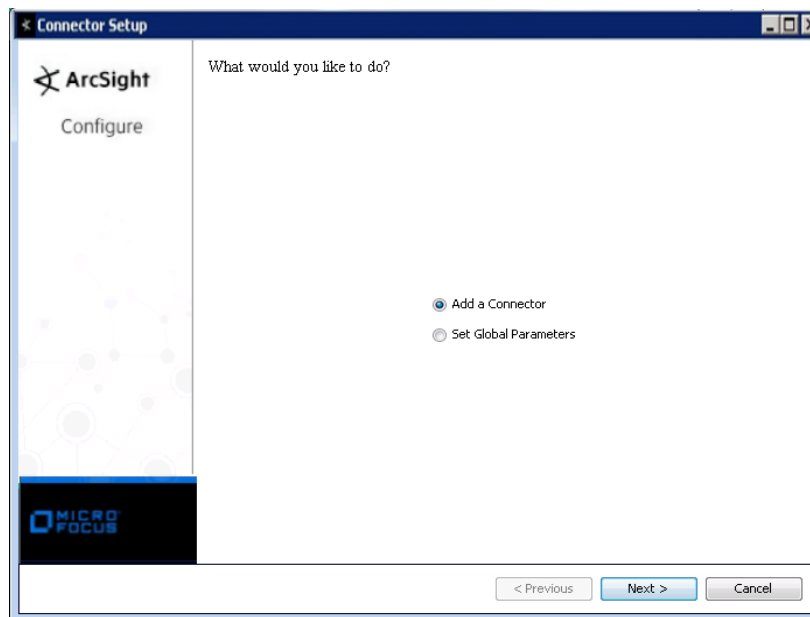 Connector Setup
ArcSight
Configure
What would you like to do?
Add a Connector
Set Global Parameters
MICRO
FOCUS
< Previous
Next >
Cancel